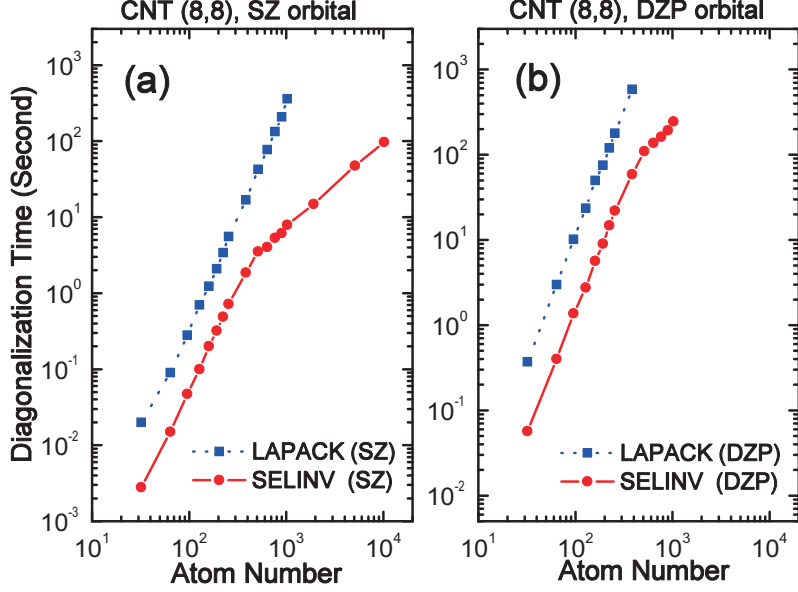 CNT (8,8), SZ orbital
CNT (8,8), DZP orbital
(a)
(b)
Diagonalization Time (Second)
10^3
10^2
10^1
10^0
10^-1
10^-2
10^-3
10^3
10^2
10^1
10^0
10^-1
10^-2
LAPACK (SZ)
SELINV (SZ)
LAPACK (DZP)
SELINV (DZP)
10^1 10^2 10^3 10^4
10^1 10^2 10^3 10^4
Atom Number
Atom Number